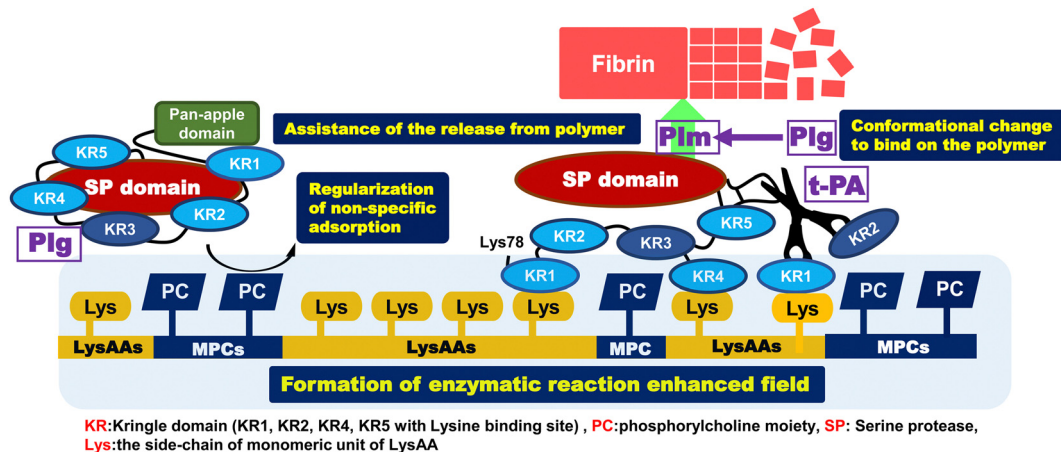 Fibrin
Pan-apple
domain
Assistance of the release from polymer
Plm
Plg
Conformational change
to bind on the polymer
KR5
KR1
SP domain
KR4
KR2
KR3
Plg
Regularization
of non-specific
adsorption
SP domain
t-PA
KR5
KR2
Lys78
KR2
KR3
KR1
KR4
KR1
Lys
PC
PC
Lys
Lys
Lys
Lys
PC
Lys
Lys
PC
PC
LysAAs
MPCs
LysAAs
MPC
LysAAs
MPCs
Formation of enzymatic reaction enhanced field
KR:Kringle domain (KR1, KR2, KR4, KR5 with Lysine binding site) , PC:phosphorylcholine moiety, SP: Serine protease,
Lys:the side-chain of monomeric unit of LysAA